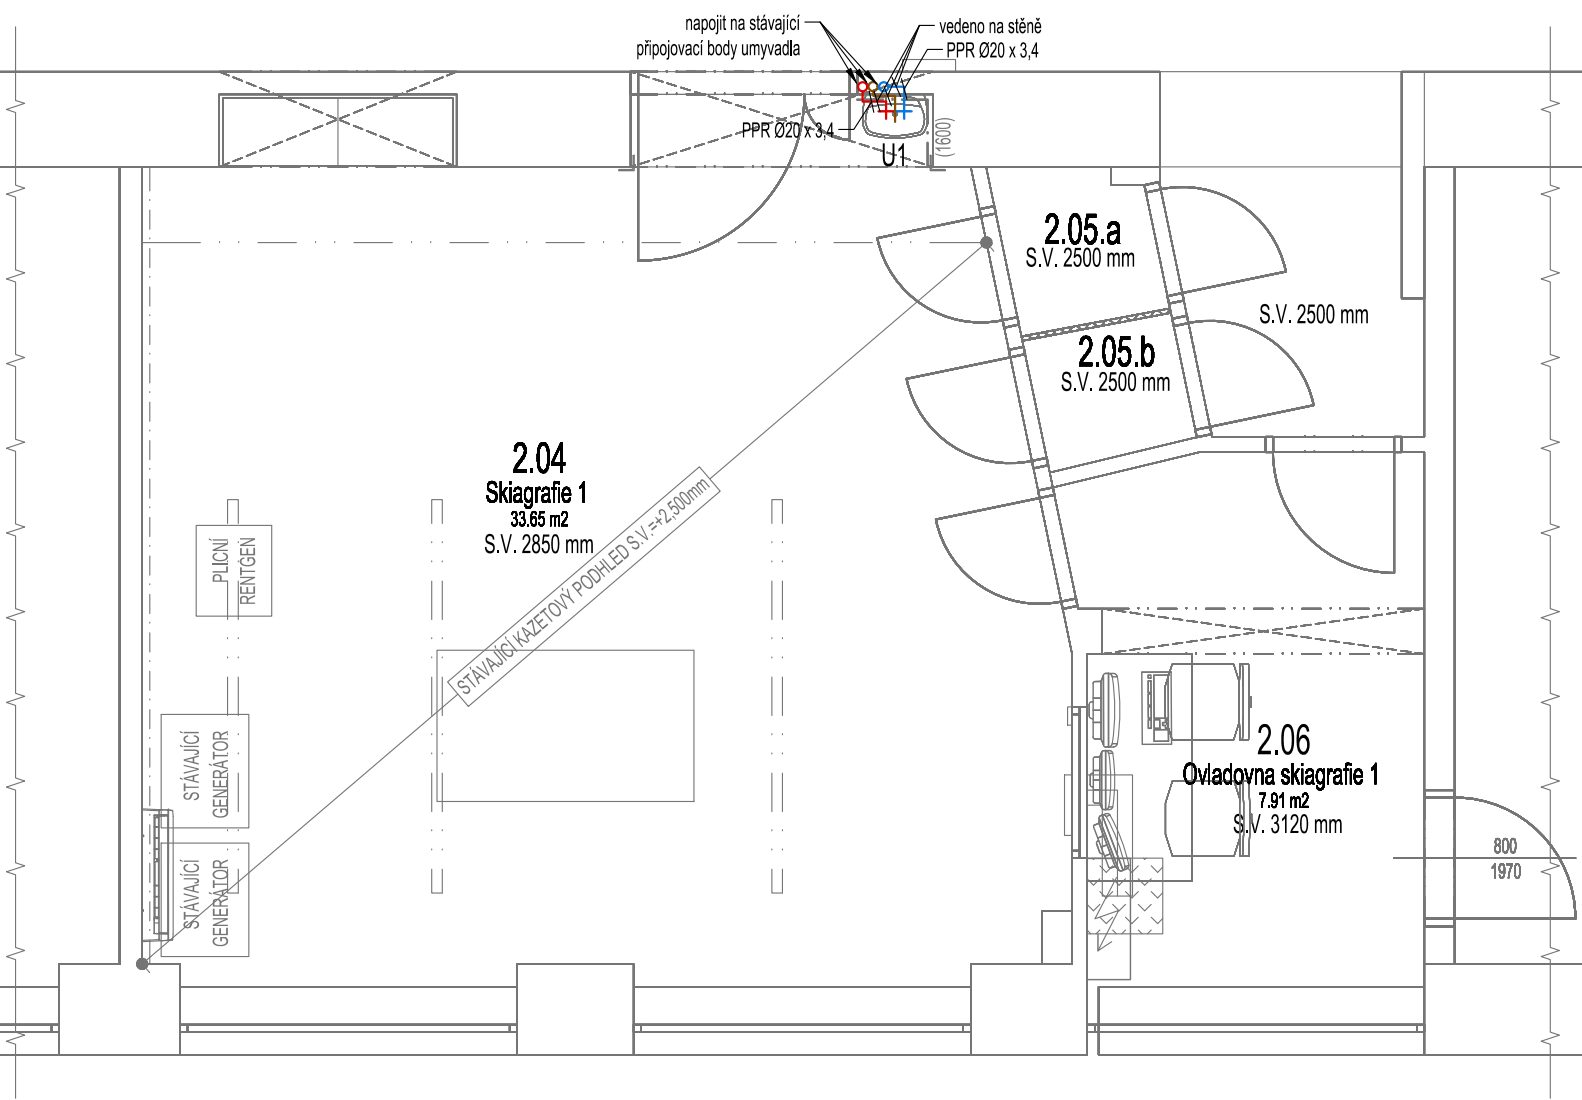 napojit na stávající
připojovací body umyvadla
vedeno na stěně
PPR Ø20 x 3,4
PPR Ø20 x 3,4
U1
(1600)
2.05.a
S.V. 2500 mm
S.V. 2500 mm
2.05.b
S.V. 2500 mm
2.04
Skiagrafie 1
33.65 m2
S.V. 2850 mm
STÁVAJÍCÍ KAZETOVÝ PODHLED S.V.=+2,500mm
PLICNÍ
RENTGEN
STÁVAJÍCÍ
GENERÁTOR
STÁVAJÍCÍ
GENERÁTOR
2.06
Ovladovna skiagrafie 1
7.91 m2
S.V. 3120 mm
800
1970